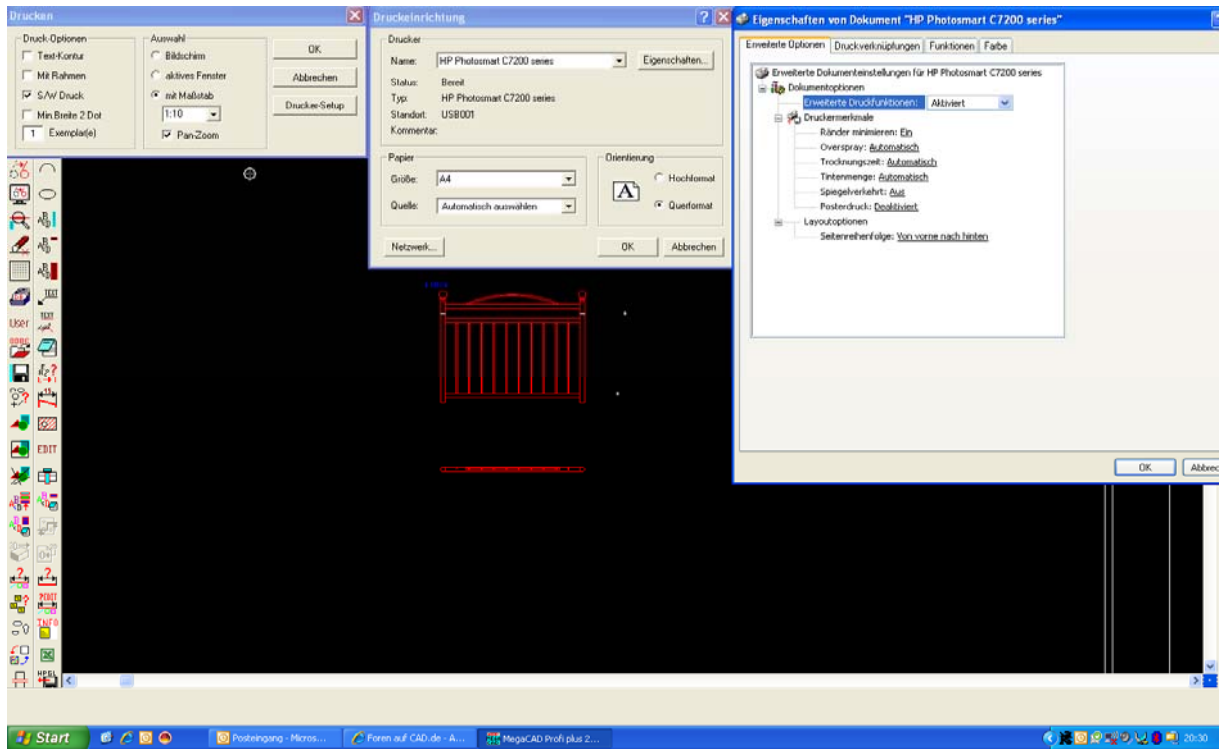 Drucken
Druck-Optionen
Text-Kontur
Mit Rahmen
S/W Druck
Min.Breite 2 Dot
1 Exemplar(e)
Auswahl
Bildschirm
aktives Fenster
mit Maßstab
1:10
Pan-Zoom
OK
Abbrechen
Drucker-Setup
Druckeinrichtung
Drucker
Name: HP Photosmart C7200 series
Eigenschaften...
Status: Bereit
Typ: HP Photosmart C7200 series
Standort: USB001
Kommentar:
Papier
Größe: A4
Quelle: Automatisch auswählen
Orientierung
A
Hochformat
Querformat
Netzwerk...
OK
Abbrechen
Eigenschaften von Dokument "HP Photosmart C7200 series"
Erweiterte Optionen
Druckverknüpfungen
Funktionen
Farbe
Erweiterte Dokumenteinstellungen für HP Photosmart C7200 series
Dokumentoptionen
Erweiterte Druckfunktionen: Aktiviert
Druckermerkmale
Ränder minimieren: Ein
Overspray: Automatisch
Trocknungszeit: Automatisch
Tintenmenge: Automatisch
Spiegelverkehrt: Aus
Posterdruck: Deaktiviert
Layoutoptionen
Seitenreihenfolge: Von vorne nach hinten
OK
Abbrec
TEXT
User
TEXT
EDIT
INFO
HPGL
Start
Posteingang - Micros...
Foren auf CAD.de - A...
MegaCAD Profi plus 2...
20:30